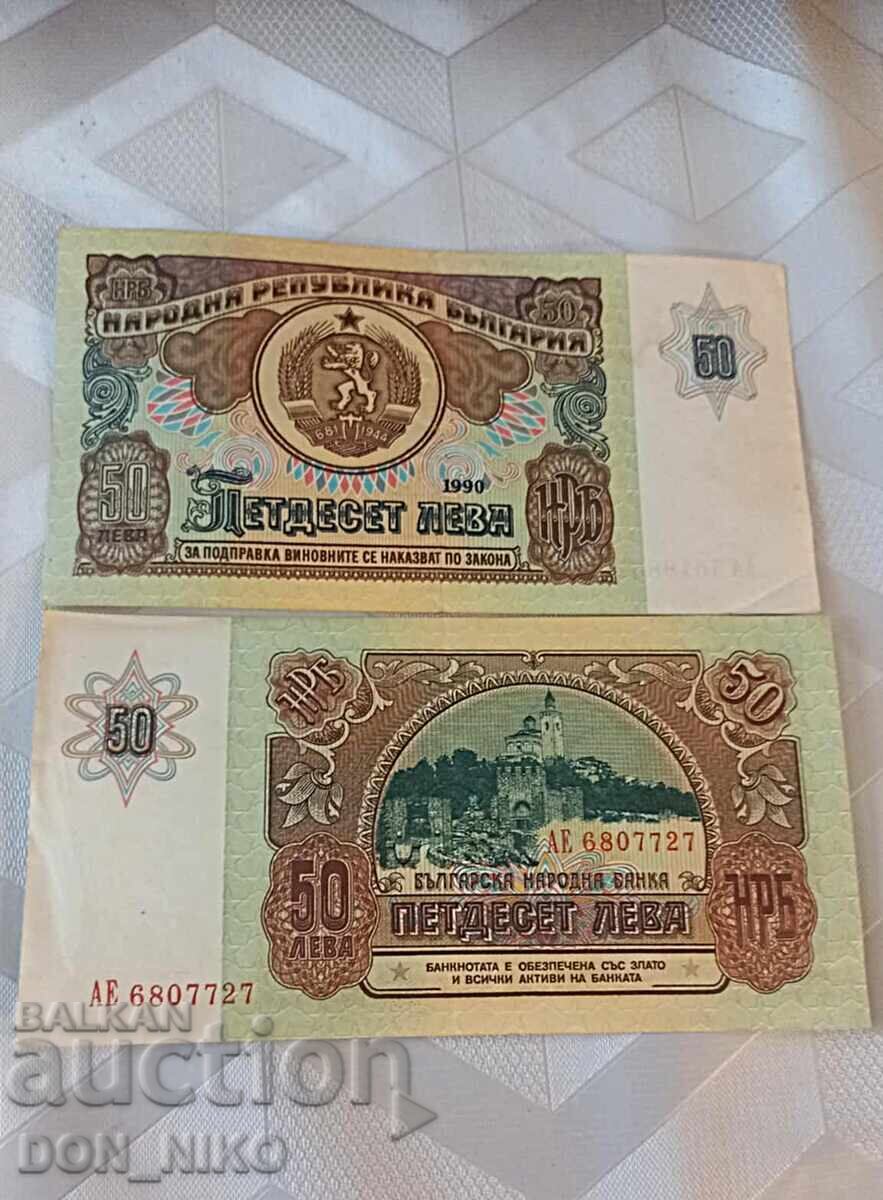 НРБ
НАРОДНА РЕПУБЛИКА БЪЛГАРИЯ
50
50
681 1944
1990
50
ЛЕВА
ПЕТДЕСЕТ ЛЕВА
НРБ
ЗА ПОДПРАВКА ВИНОВНИТЕ СЕ НАКАЗВАТ ПО ЗАКОНА
НРБ
50
50
АЕ 6807727
БЪЛГАРСКА НАРОДНА БАНКА
50
ЛЕВА
ПЕТДЕСЕТ ЛЕВА
НРБ
БАНКНОТАТА Е ОБЕЗПЕЧЕНА СЪС ЗЛАТО
И ВСИЧКИ АКТИВИ НА БАНКАТА
АЕ 6807727
BALKAN
auction
DON_NIKO